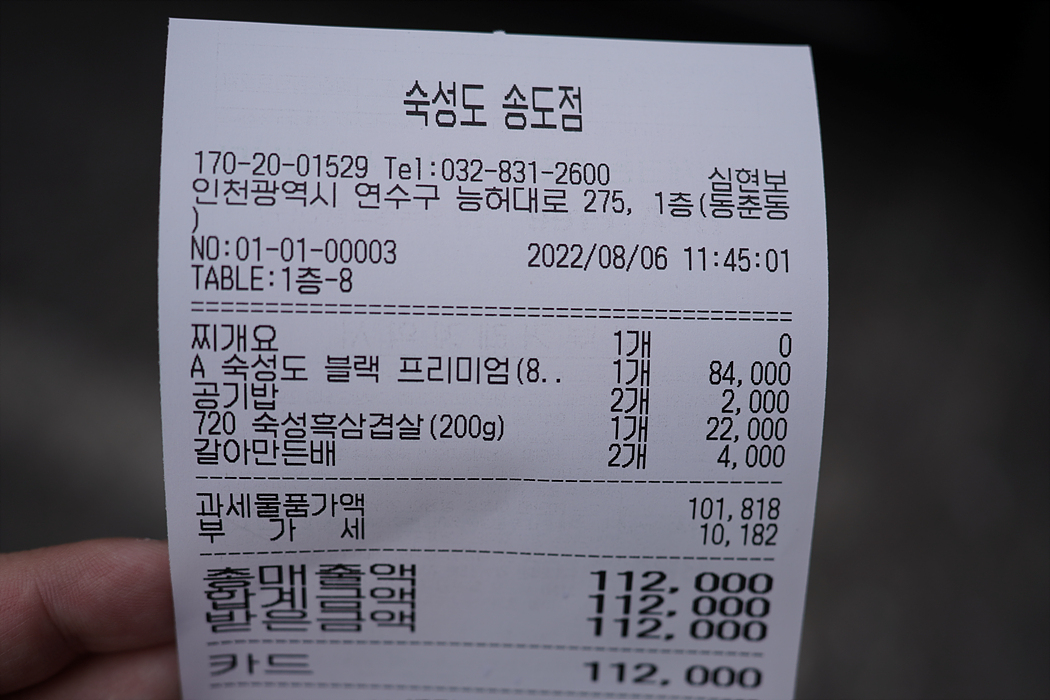 숙성도 송도점
170-20-01529 Tel:032-831-2600 심현보
인천광역시 연수구 능허대로 275, 1층(동춘동
)
NO:01-01-00003 2022/08/06 11:45:01
TABLE:1층-8
찌개요 1개 0
A 숙성도 블랙 프리미엄(8.. 1개 84,000
공기밥 2개 2,000
720 숙성흑삼겹살(200g) 1개 22,000
갈아만든배 2개 4,000
과세물품가액 101,818
부 가 세 10,182
총매출액 112,000
합계금액 112,000
받은금액 112,000
카드 112,000